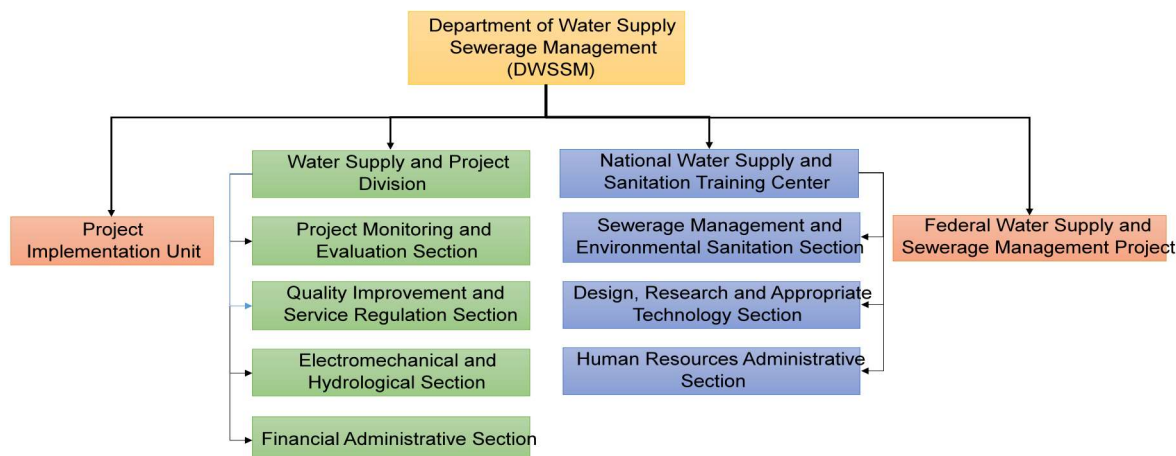 Department of Water Supply
Sewerage Management
(DWSSM)
Water Supply and Project
Division
National Water Supply and
Sanitation Training Center
Project
Implementation Unit
Project Monitoring and
Evaluation Section
Sewerage Management and
Environmental Sanitation Section
Federal Water Supply and
Sewerage Management Project
Quality Improvement and
Service Regulation Section
Design, Research and Appropriate
Technology Section
Electromechanical and
Hydrological Section
Human Resources Administrative
Section
Financial Administrative Section